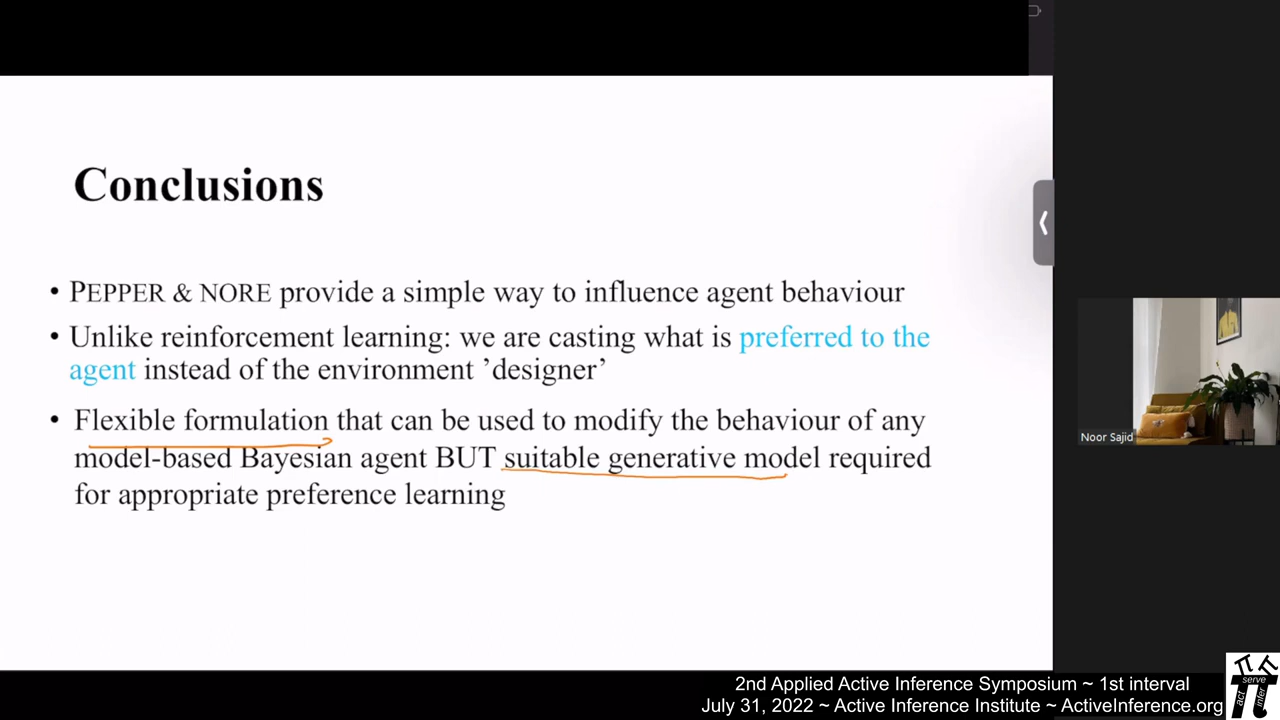 Conclusions
• PEPPER & NORE provide a simple way to influence agent behaviour
• Unlike reinforcement learning: we are casting what is preferred to the
agent instead of the environment ’designer’
• Flexible formulation that can be used to modify the behaviour of any
model-based Bayesian agent BUT suitable generative model required
for appropriate preference learning
Noor Sajid
2nd Applied Active Inference Symposium ~ 1st interval
July 31, 2022 ~ Active Inference Institute ~ ActiveInference.org
serve
act
infer